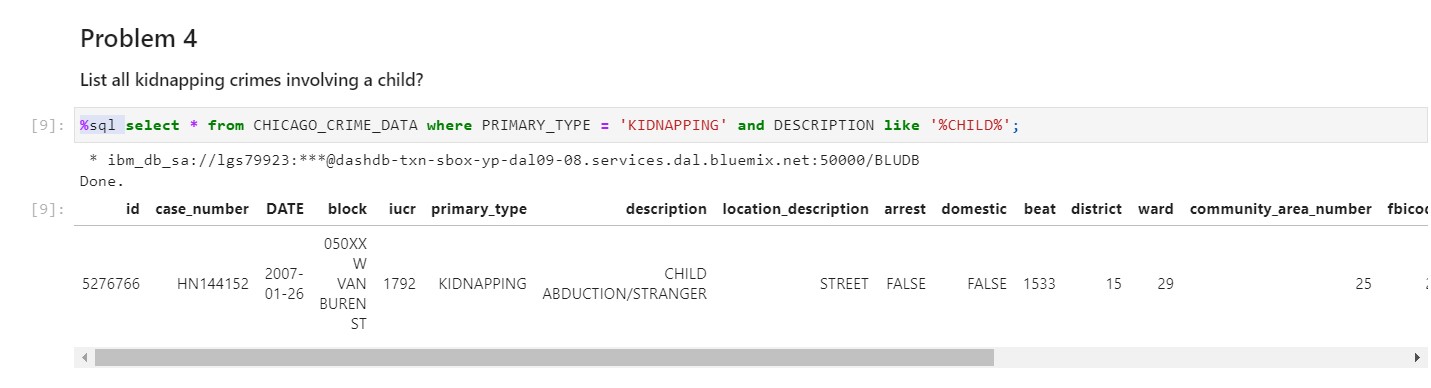 Problem 4
List all kidnapping crimes involving a child?
[9]: %sql select * from CHICAGO_CRIME_DATA where PRIMARY_TYPE = 'KIDNAPPING' and DESCRIPTION like '%CHILD%';
* ibm_db_sa://lgs79923:***@dashdb-txn-sbox-yp-dal09-08.services.dal.bluemix.net:50000/BLUDB
Done.
[9]: id case_number DATE block iucr primary_type description location_description arrest domestic beat district ward community_area_number fbicod
050XX
W
5276766 HN144152 2007-01-26 VAN 1792 KIDNAPPING CHILD ABDUCTION/STRANGER STREET FALSE FALSE 1533 15 29 25
BUREN
ST